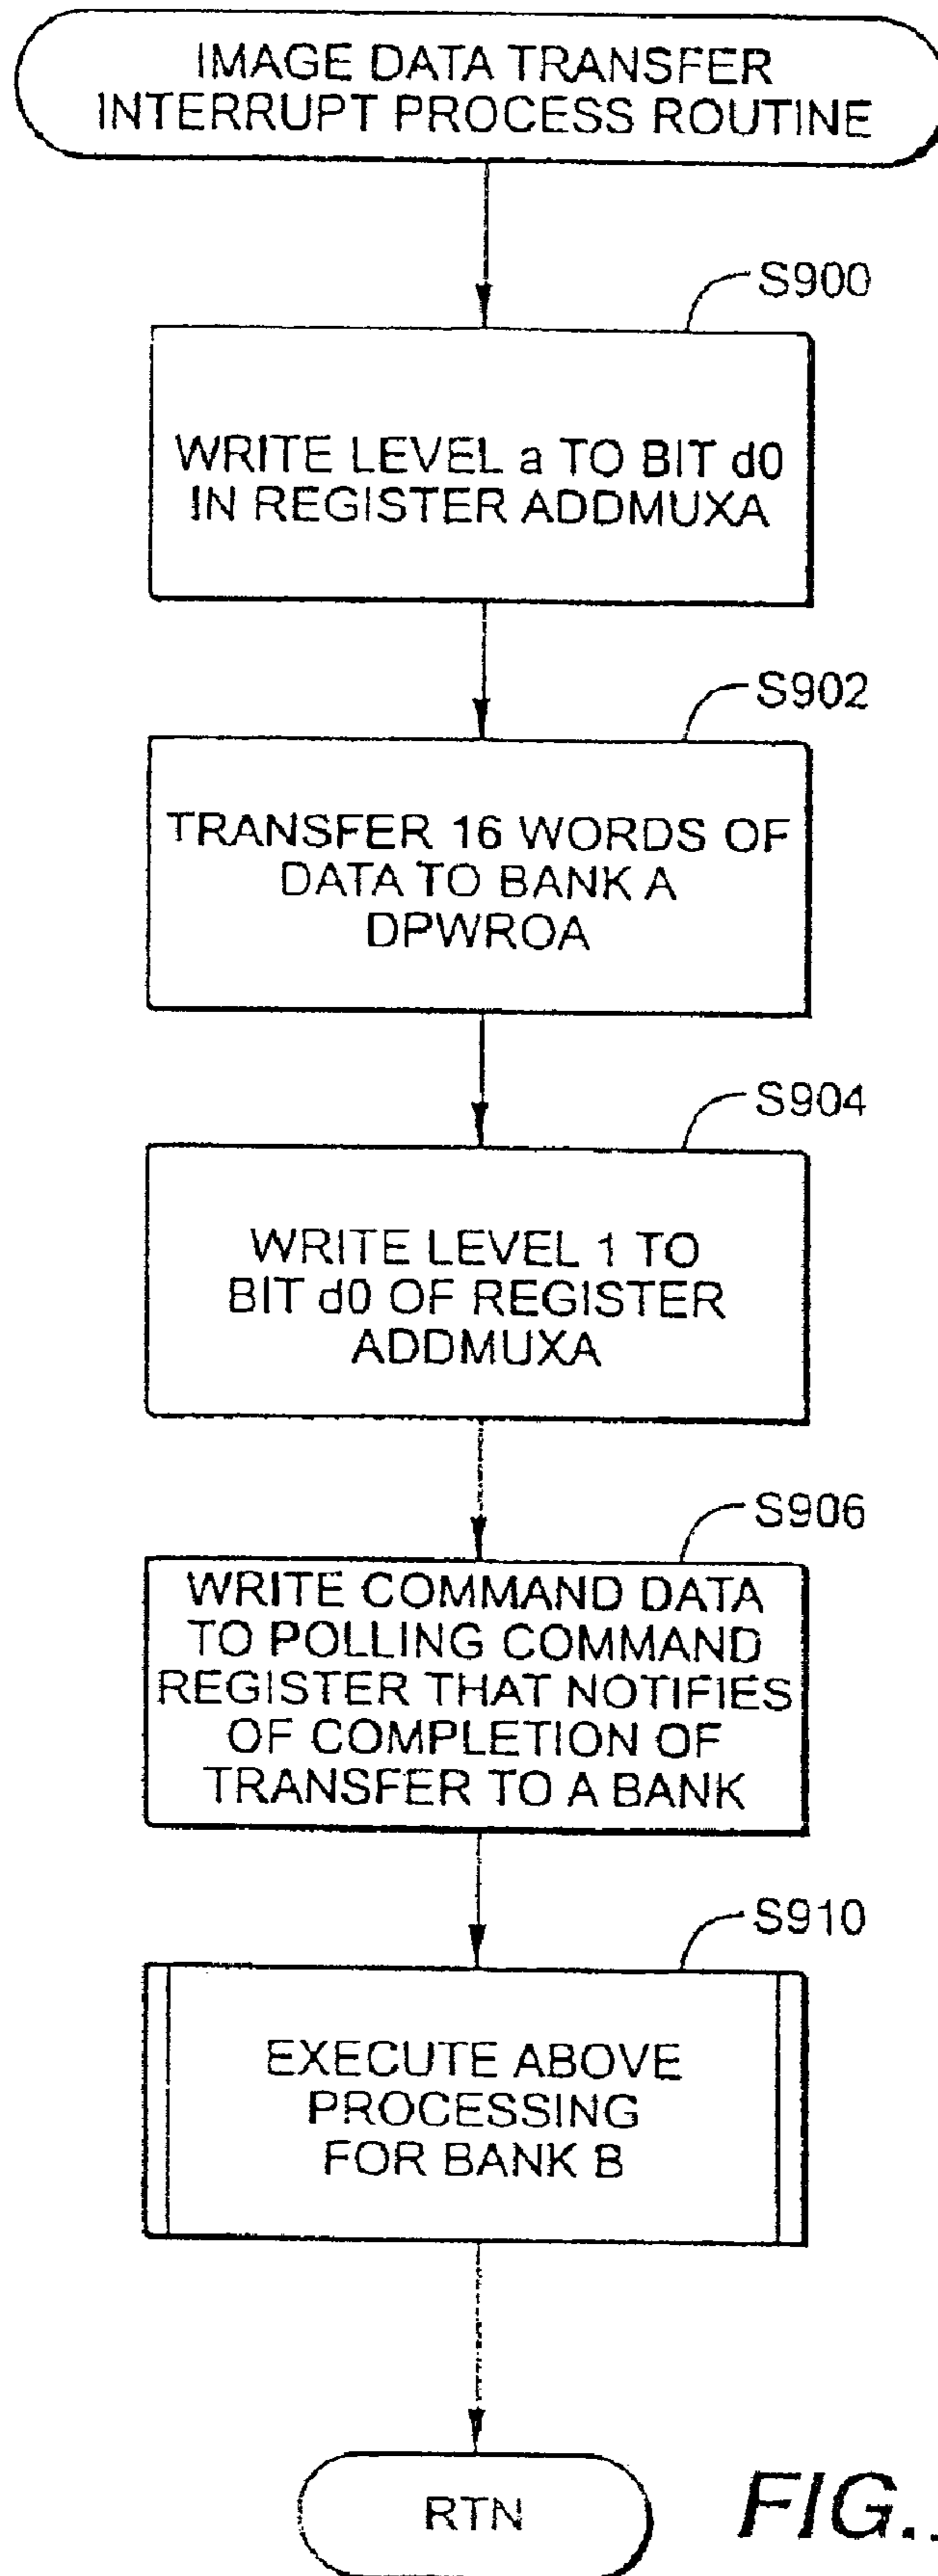 IMAGE DATA TRANSFER
INTERRUPT PROCESS ROUTINE
S900
WRITE LEVEL a TO BIT d0
IN REGISTER ADDMUXA
S902
TRANSFER 16 WORDS OF
DATA TO BANK A
DPWROA
S904
WRITE LEVEL 1 TO
BIT d0 OF REGISTER
ADDMUXA
S906
WRITE COMMAND DATA
TO POLLING COMMAND
REGISTER THAT NOTIFIES
OF COMPLETION OF
TRANSFER TO A BANK
S910
EXECUTE ABOVE
PROCESSING
FOR BANK B
RTN
FIG..